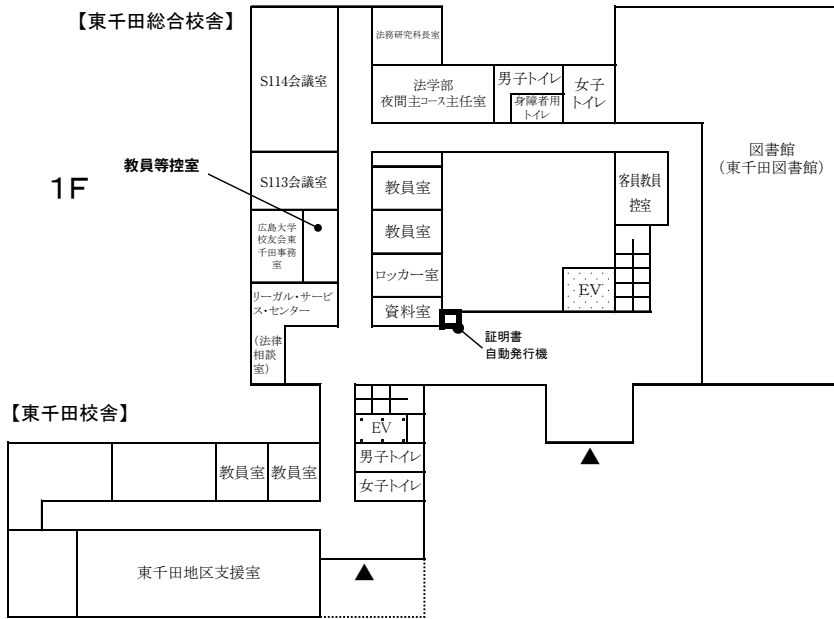 【東千田総合校舎】
法務研究科長室
S114会議室
法学部
夜間主コース主任室
男子トイレ
身障者用
トイレ
女子
トイレ
図書館
(東千田図書館)
1F
教員等控室
S113会議室
教員室
客員教員
控室
広島大学
校友会東
千田事務
室
教員室
ロッカー室
EV
リーガル・サービ
ス・センター
資料室
(法律
相談
室)
証明書
自動発行機
【東千田校舎】
EV
教員室
教員室
男子トイレ
女子トイレ
東千田地区支援室